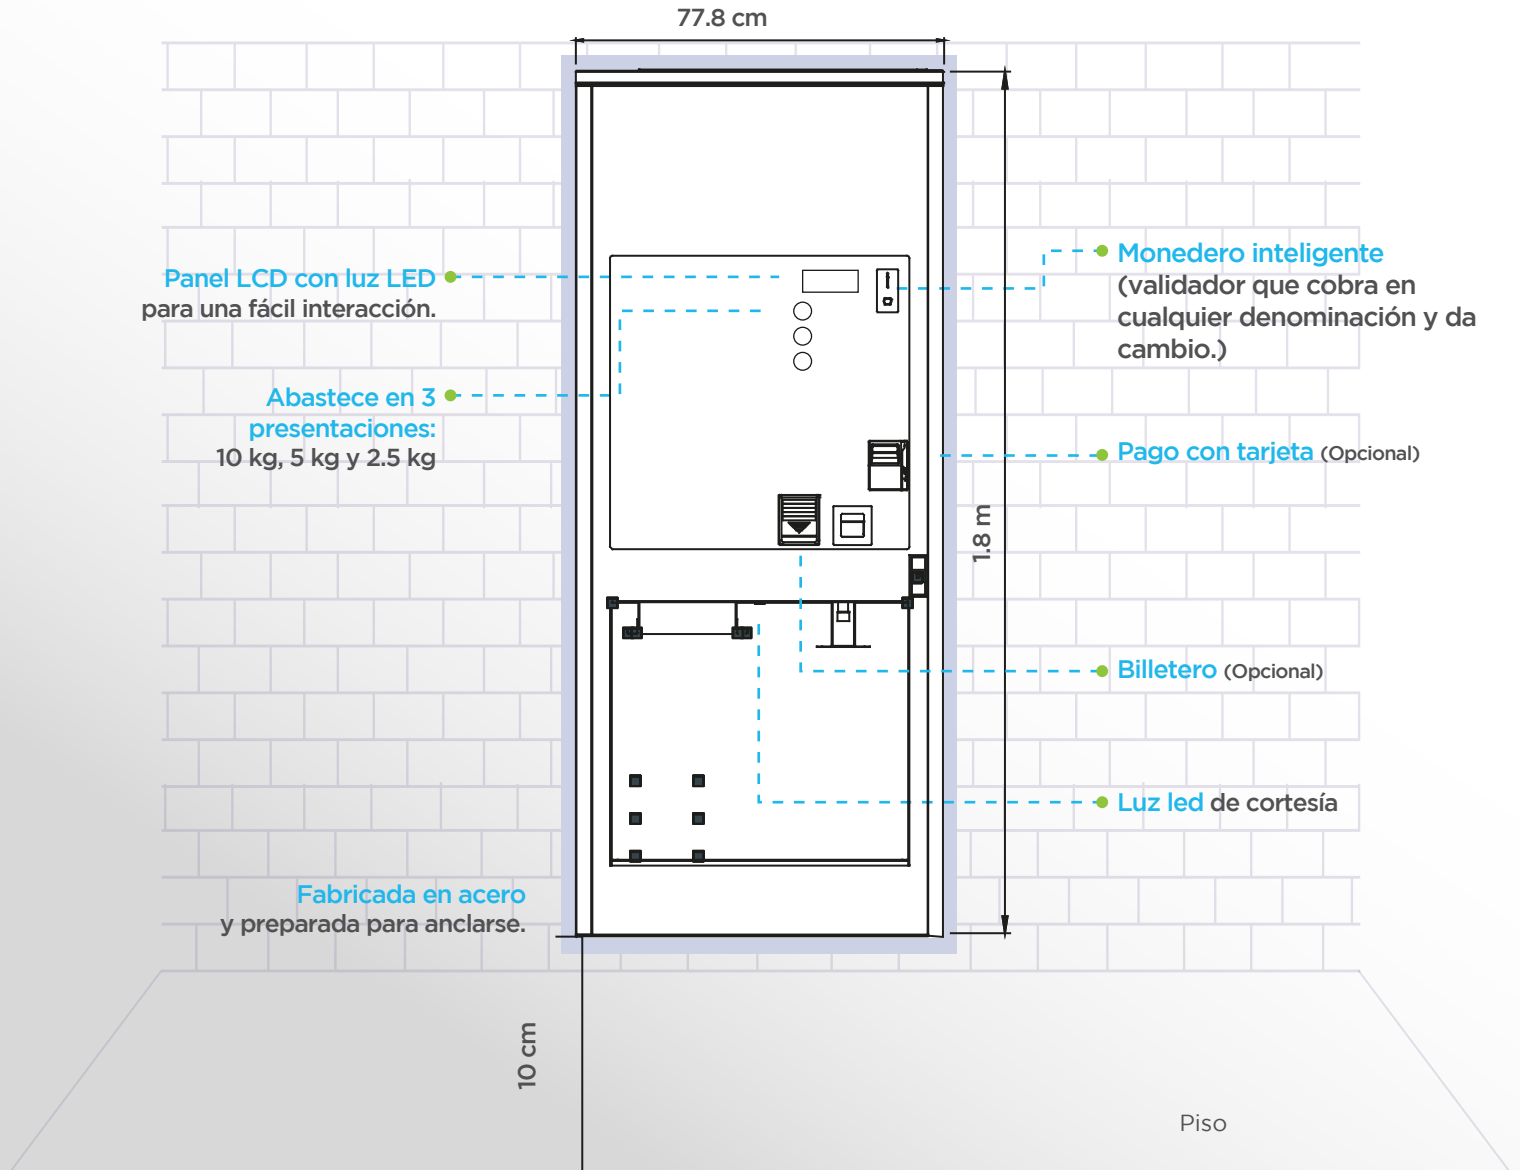 77.8 cm
Panel LCD con luz LED
para una fácil interacción.
Abastece en 3
presentaciones:
10 kg, 5 kg y 2.5 kg
Fabricada en acero
y preparada para anclarse.
10 cm
Monedero inteligente
(validador que cobra en
cualquier denominación y da
cambio.)
Pago con tarjeta (Opcional)
1.8 m
Billetero (Opcional)
Luz led de cortesía
Piso